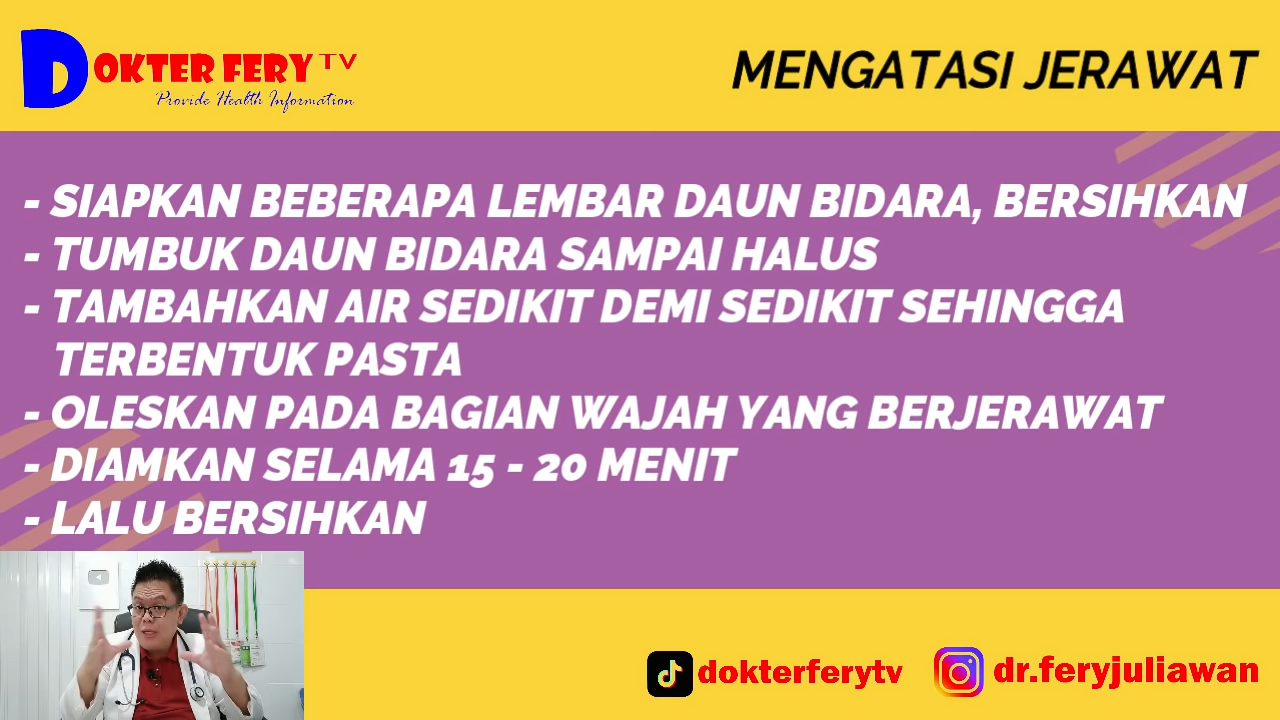 DOKTER FERY TV
Provide Health Information
MENGATASI JERAWAT
- SIAPKAN BEBERAPA LEMBAR DAUN BIDARA, BERSIHKAN
- TUMBUK DAUN BIDARA SAMPAI HALUS
- TAMBAHKAN AIR SEDIKIT DEMI SEDIKIT SEHINGGA
TERBENTUK PASTA
- OLESKAN PADA BAGIAN WAJAH YANG BERJERAWAT
- DIAMKAN SELAMA 15 - 20 MENIT
- LALU BERSIHKAN
dokterferytv
dr.feryjuliawan